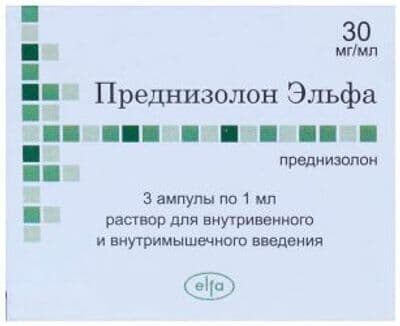 30
мг/мл
Преднизолон Эльфа
преднизолон
3 ампулы по 1 мл
раствор для внутривенного
и внутримышечного введения
elfa